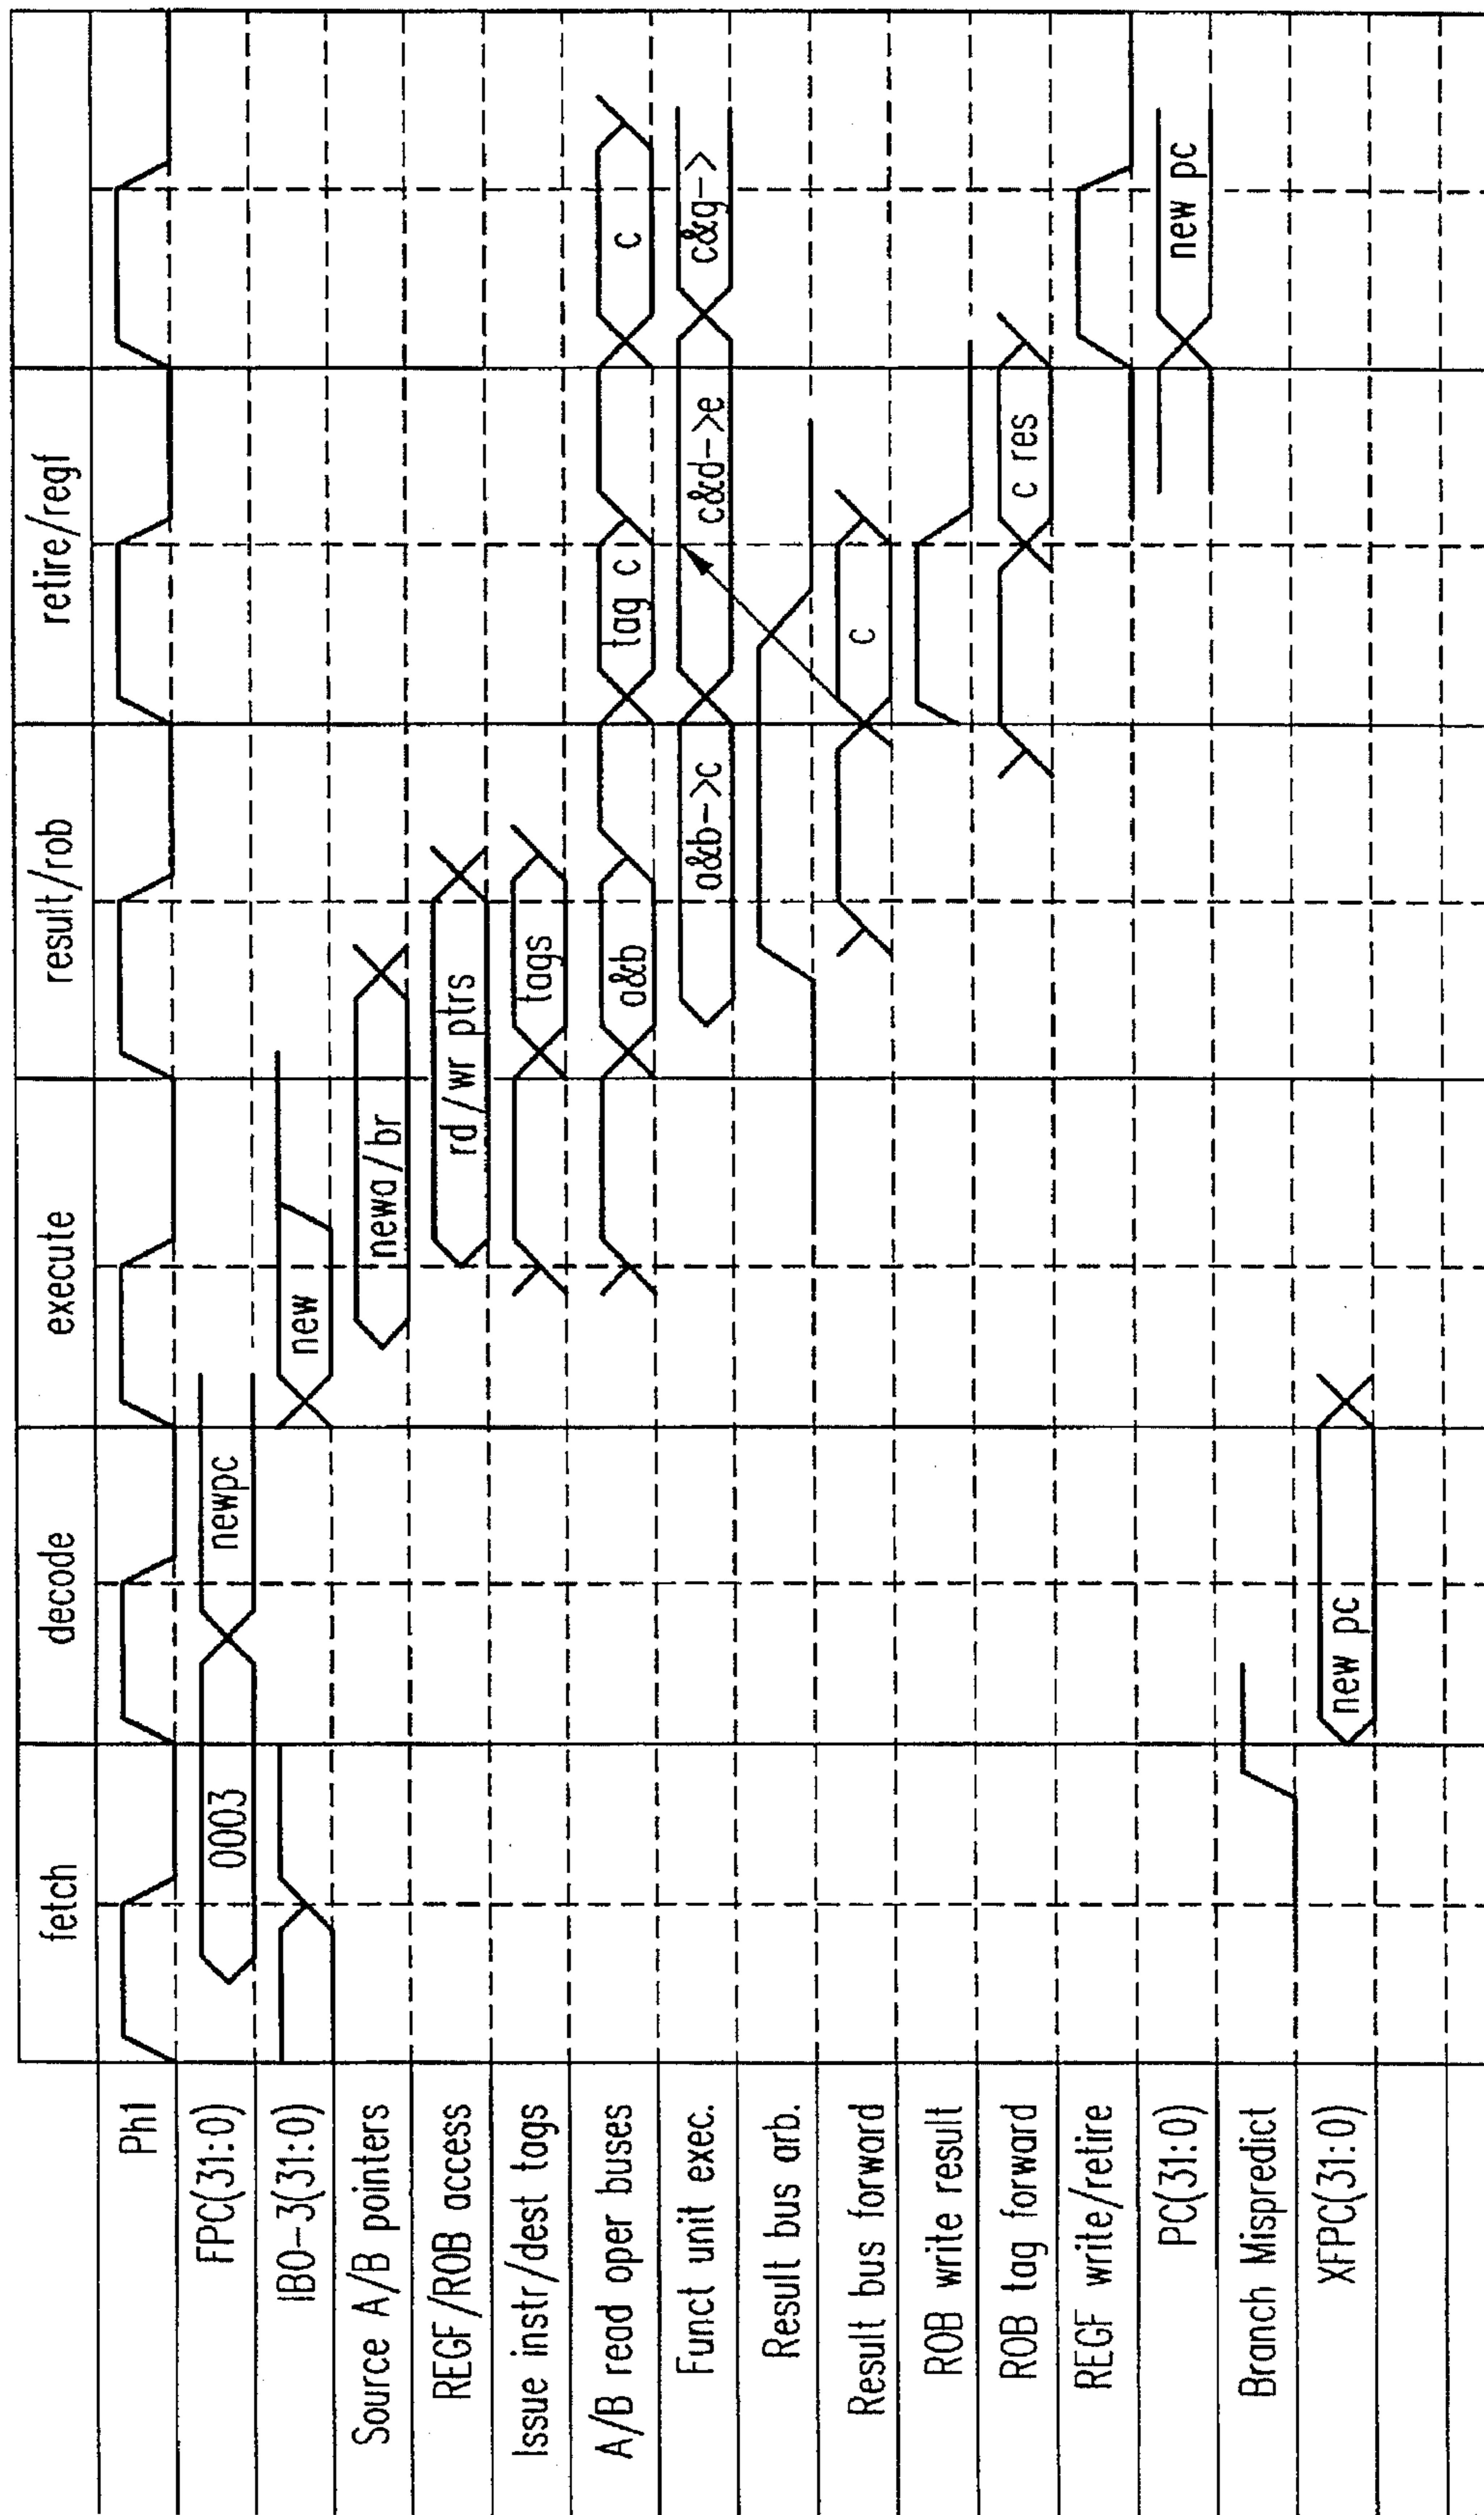 fetch decode execute result/rob retire/regf
Ph1
FPC(31:0) 0003 newpc
IB0-3(31:0) new
Source A/B pointers newa/br
REGF/ROB access rd/wr ptrs
Issue instr/dest tags tags
A/B read oper buses a&b tag c c
Funct unit exec. a&b->c c&d->e c&g->
Result bus arb.
Result bus forward c
ROB write result
ROB tag forward c res
REGF write/retire
PC(31:0) new pc
Branch Mispredict
XFPC(31:0) new pc